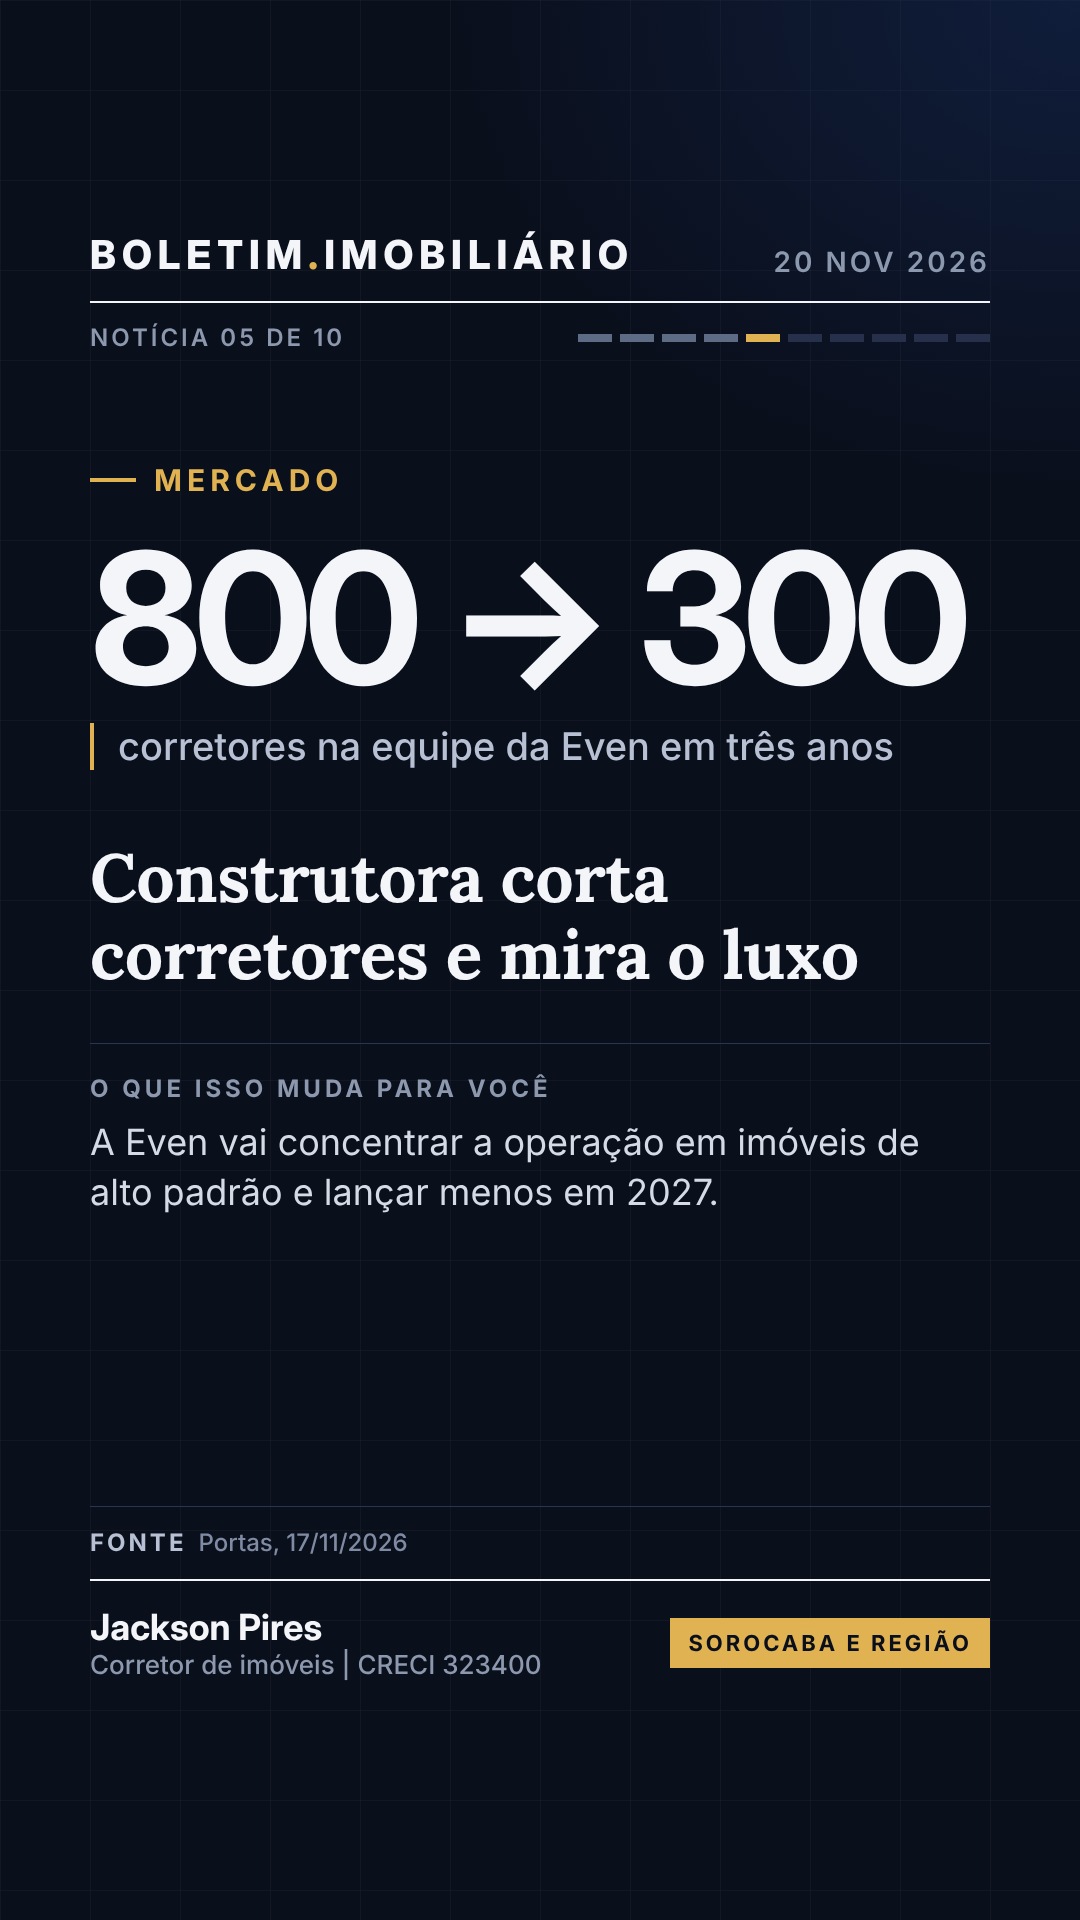 BOLETIM.IMOBILIÁRIO
20 NOV 2026
NOTÍCIA 05 DE 10
MERCADO
800 → 300
corretores na equipe da Even em três anos
Construtora corta
corretores e mira o luxo
O QUE ISSO MUDA PARA VOCÊ
A Even vai concentrar a operação em imóveis de
alto padrão e lançar menos em 2027.
FONTE Portas, 17/11/2026
Jackson Pires
Corretor de imóveis | CRECI 323400
SOROCABA E REGIÃO